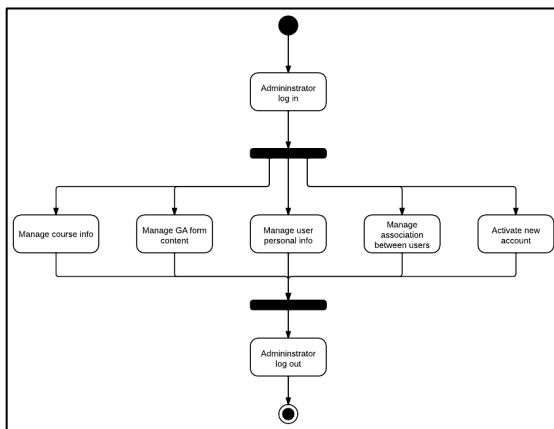 Admininstrator
log in
Manage course info
Manage GA form
content
Manage user
personal info
Manage
association
between users
Activate new
account
Admininstrator
log out